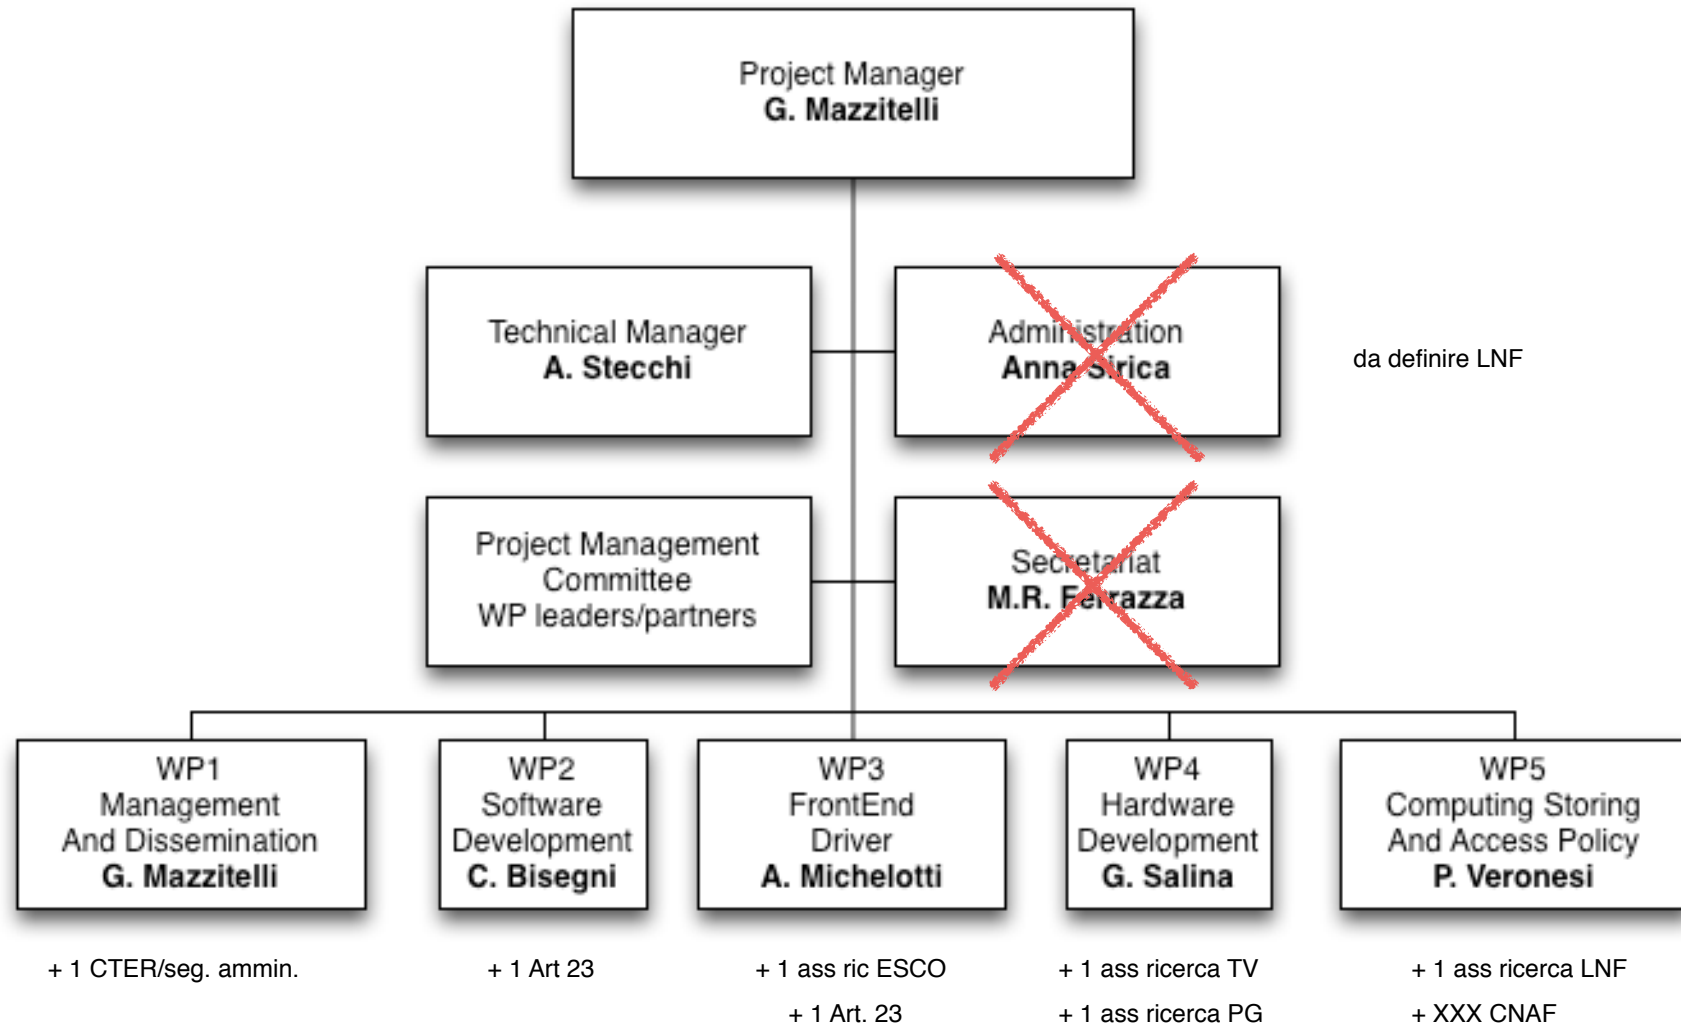 Project Manager
G. Mazzitelli
Technical Manager
A. Stecchi
Administration
Anna Sirica
da definire LNF
Project Management
Committee
WP leaders/partners
Secretariat
M.R. Ferrazza
WP1
Management
And Dissemination
G. Mazzitelli
WP2
Software
Development
C. Bisegni
WP3
FrontEnd
Driver
A. Michelotti
WP4
Hardware
Development
G. Salina
WP5
Computing Storing
And Access Policy
P. Veronesi
+ 1 CTER/seg. ammin.
+ 1 Art 23
+ 1 ass ric ESCO
+ 1 Art. 23
+ 1 ass ricerca TV
+ 1 ass ricerca PG
+ 1 ass ricerca LNF
+ XXX CNAF